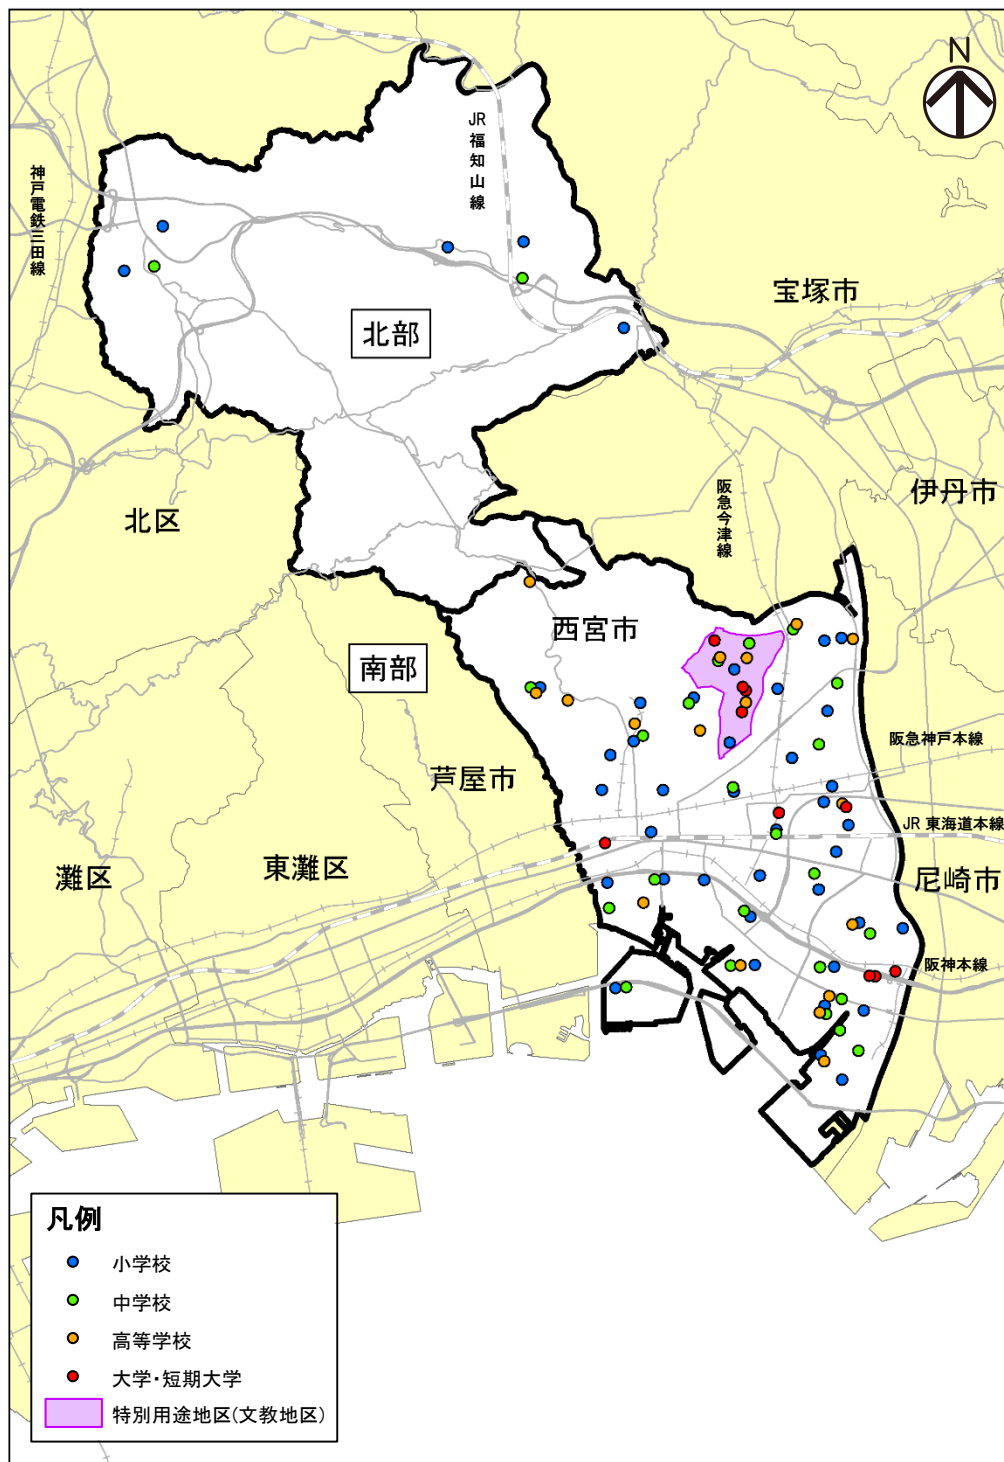 N
JR福知山線
神戸電鉄三田線
宝塚市
北部
伊丹市
阪急今津線
北区
西宮市
南部
阪急神戸本線
芦屋市
JR 東海道本線
東灘区
灘区
尼崎市
阪神本線
凡例
小学校
中学校
高等学校
大学・短期大学
特別用途地区(文教地区)